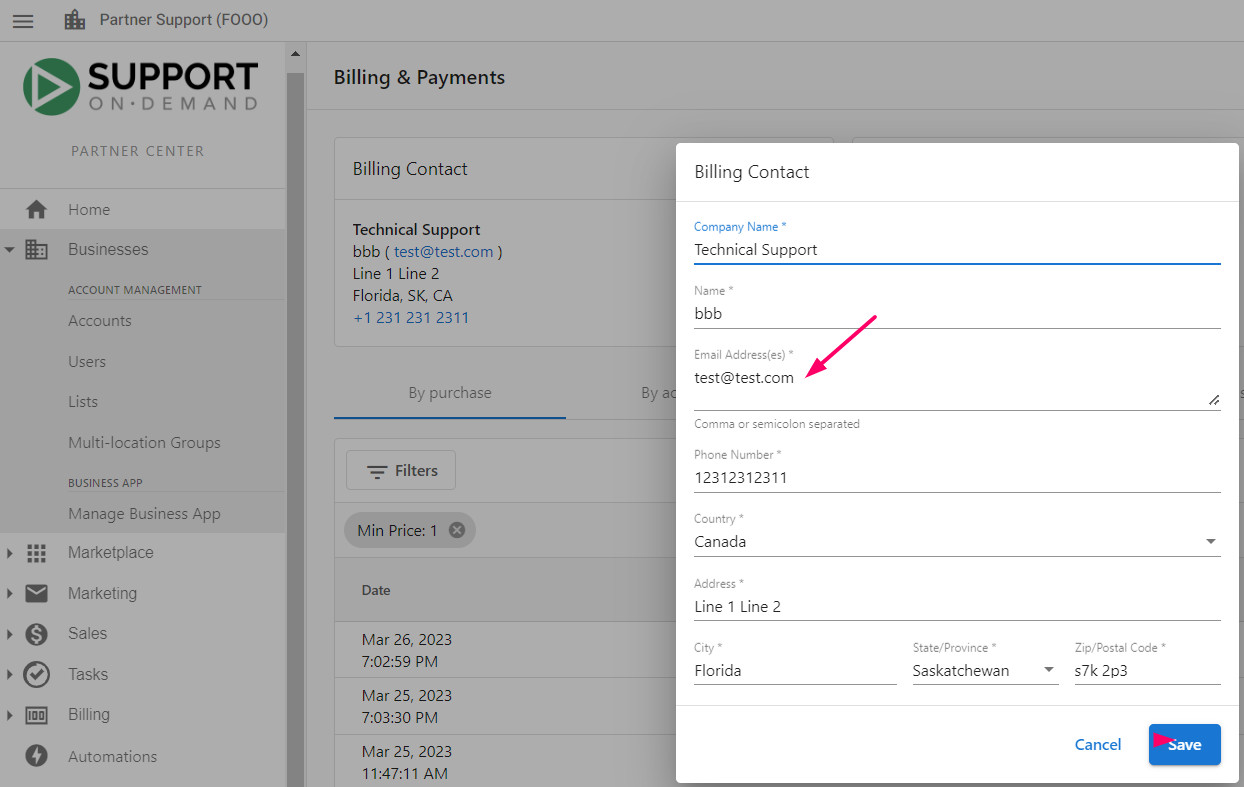 Partner Support (FOOO)
SUPPORT
ON·DEMAND
PARTNER CENTER
Home
Businesses
ACCOUNT MANAGEMENT
Accounts
Users
Lists
Multi-location Groups
BUSINESS APP
Manage Business App
Marketplace
Marketing
Sales
Tasks
Billing
Automations
Billing & Payments
Billing Contact
Technical Support
bbb ( test@test.com )
Line 1 Line 2
Florida, SK, CA
+1 231 231 2311
By purchase
By ac
Filters
Min Price: 1
Date
Mar 26, 2023
7:02:59 PM
Mar 25, 2023
7:03:30 PM
Mar 25, 2023
11:47:11 AM
Billing Contact
Company Name *
Technical Support
Name *
bbb
Email Address(es) *
test@test.com
Comma or semicolon separated
Phone Number *
12312312311
Country *
Canada
Address *
Line 1 Line 2
City *
Florida
State/Province *
Saskatchewan
Zip/Postal Code *
s7k 2p3
Cancel
Save